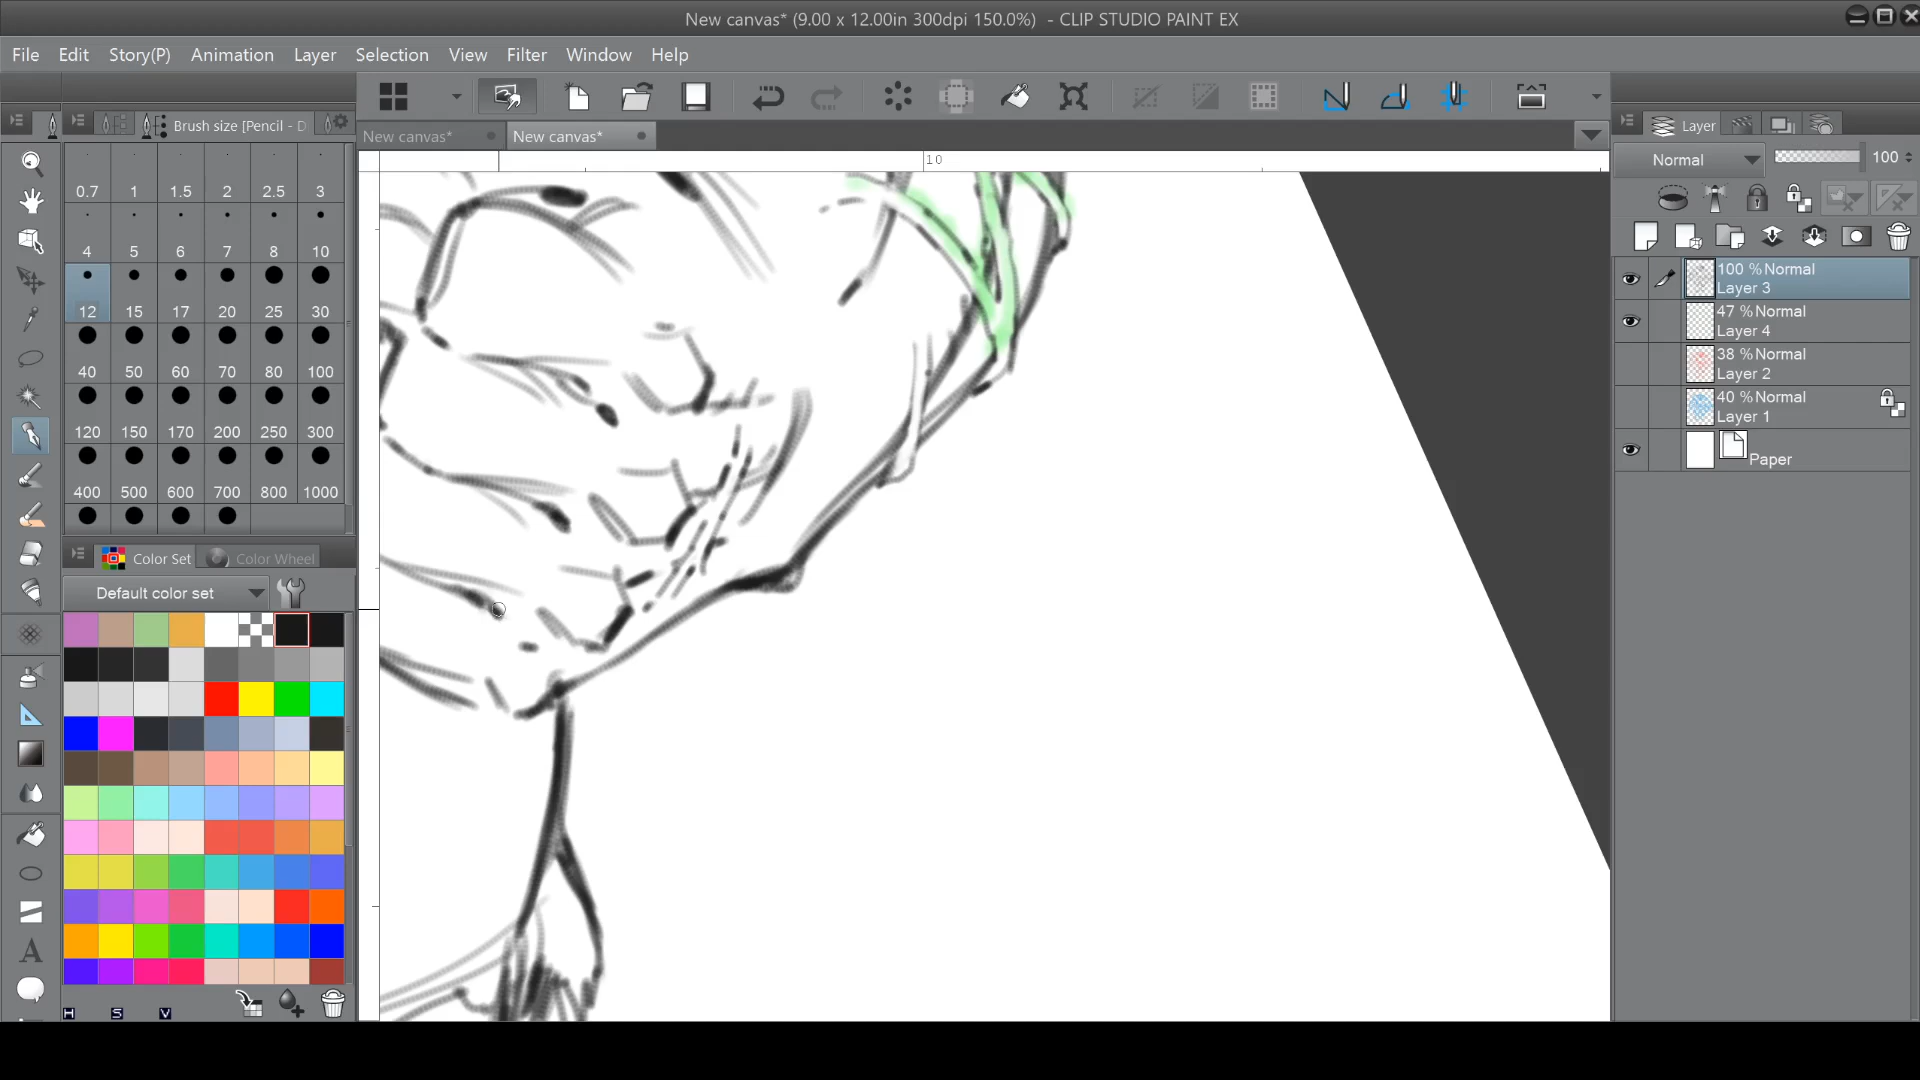 New canvas* (9.00 x 12.00in 300dpi 150.0%) - CLIP STUDIO PAINT EX
File Edit Story(P) Animation Layer Selection View Filter Window Help
Brush size [Pencil - D
New canvas* New canvas*
Layer
10
Normal 100
0.7 1 1.5 2 2.5 3
4 5 6 7 8 10
12 15 17 20 25 30
40 50 60 70 80 100
120 150 170 200 250 300
400 500 600 700 800 1000
100 %Normal
Layer 3
47 %Normal
Layer 4
38 %Normal
Layer 2
40 %Normal
Layer 1
Paper
Color Set Color Wheel
Default color set
A
H S V